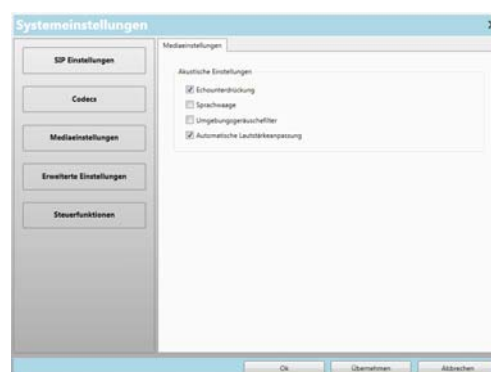 Systemeinstellungen
SIP Einstellungen
Codecs
Mediaeinstellungen
Erweiterte Einstellungen
Steuerfunktionen
Mediaeinstellungen
Akustische Einstellungen
Echounterdrückung
Sprachwaage
Umgebungsgeräuschefilter
Automatische Lautstärkeanpassung
Ok
Übernehmen
Abbrechen